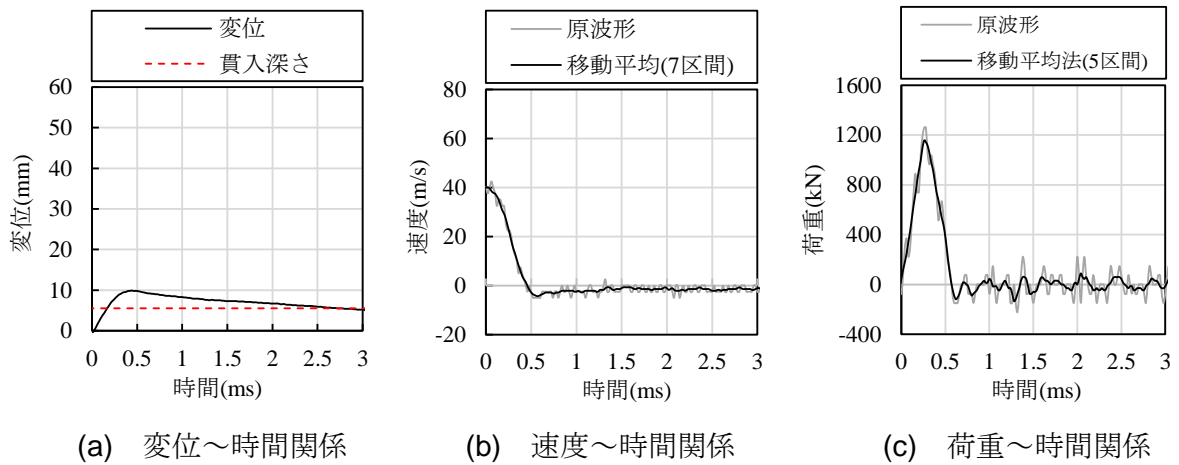 変位
貫入深さ
60
50
40
30
20
10
0
変位(mm)
0 0.5 1 1.5 2 2.5 3
時間(ms)
(a) 変位～時間関係
原波形
移動平均(7区間)
80
60
40
20
0
-20
速度(m/s)
0 0.5 1 1.5 2 2.5 3
時間(ms)
(b) 速度～時間関係
原波形
移動平均法(5区間)
1600
1200
800
400
0
-400
荷重(kN)
0 0.5 1 1.5 2 2.5 3
時間(ms)
(c) 荷重～時間関係